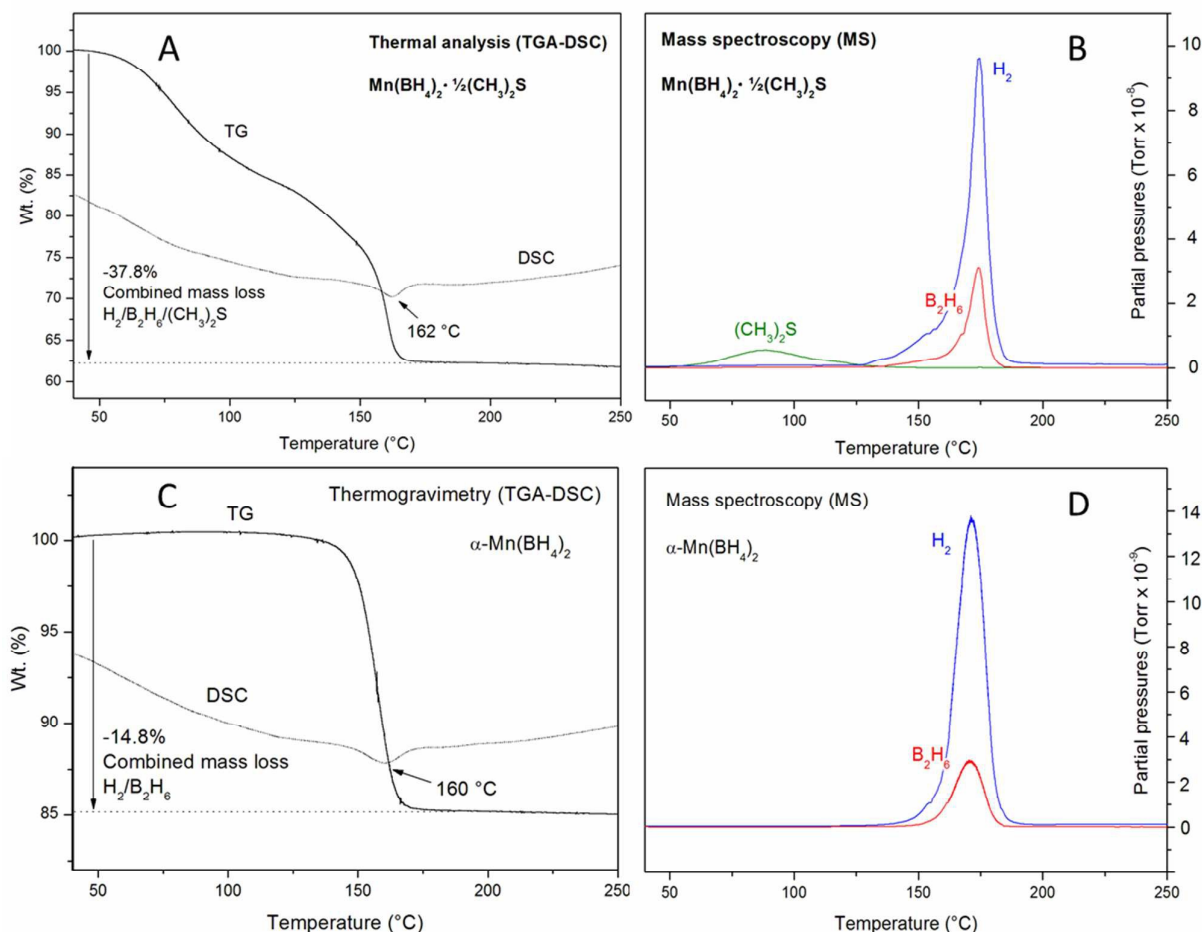 A
Thermal analysis (TGA-DSC)
Mn(BH₄)₂· ½(CH₃)₂S
TG
DSC
-37.8%
Combined mass loss
H₂/B₂H₆/(CH₃)₂S
162 °C
Wt. (%)
100
95
90
85
80
75
70
65
60
50
100
150
200
250
Temperature (°C)
Mass spectroscopy (MS)
B
Mn(BH₄)₂· ½(CH₃)₂S
H₂
B₂H₆
(CH₃)₂S
Partial pressures (Torr x 10⁻⁸)
10
8
6
4
2
0
50
100
150
200
250
Temperature (°C)
C
Thermogravimetry (TGA-DSC)
TG
α-Mn(BH₄)₂
DSC
-14.8%
Combined mass loss
H₂/B₂H₆
160 °C
Wt. (%)
100
95
90
85
50
100
150
200
250
Temperature (°C)
Mass spectroscopy (MS)
D
α-Mn(BH₄)₂
H₂
B₂H₆
Partial pressures (Torr x 10⁻⁹)
14
12
10
8
6
4
2
0
50
100
150
200
250
Temperature (°C)